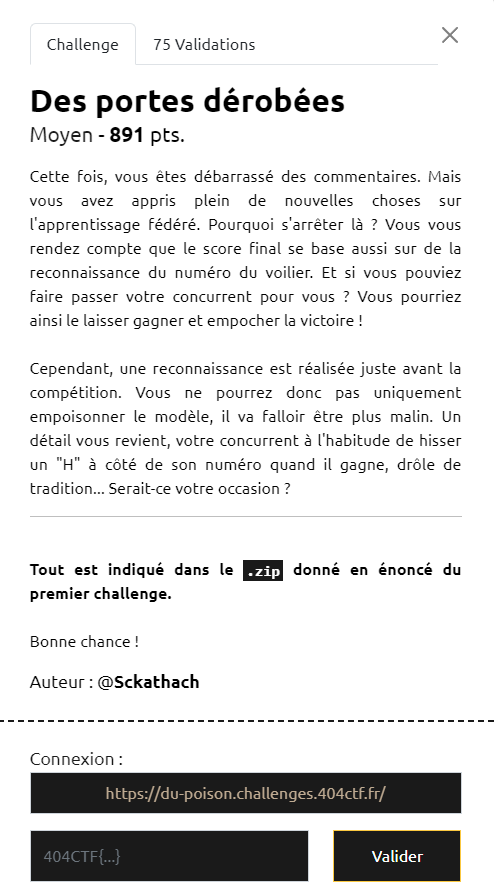 Challenge
75 Validations
Des portes dérobées
Moyen - 891 pts.
Cette fois, vous êtes débarrassé des commentaires. Mais
vous avez appris plein de nouvelles choses sur
l'apprentissage fédéré. Pourquoi s'arrêter là ? Vous vous
rendez compte que le score final se base aussi sur de la
reconnaissance du numéro du voilier. Et si vous pouviez
faire passer votre concurrent pour vous ? Vous pourriez
ainsi le laisser gagner et empocher la victoire !
Cependant, une reconnaissance est réalisée juste avant la
compétition. Vous ne pourrez donc pas uniquement
empoisonner le modèle, il va falloir être plus malin. Un
détail vous revient, votre concurrent à l'habitude de hisser
un "H" à côté de son numéro quand il gagne, drôle de
tradition... Serait-ce votre occasion ?
Tout est indiqué dans le .zip donné en énoncé du
premier challenge.
Bonne chance !
Auteur : @Sckathach
Connexion :
https://du-poison.challenges.404ctf.fr/
404CTF{...}
Valider